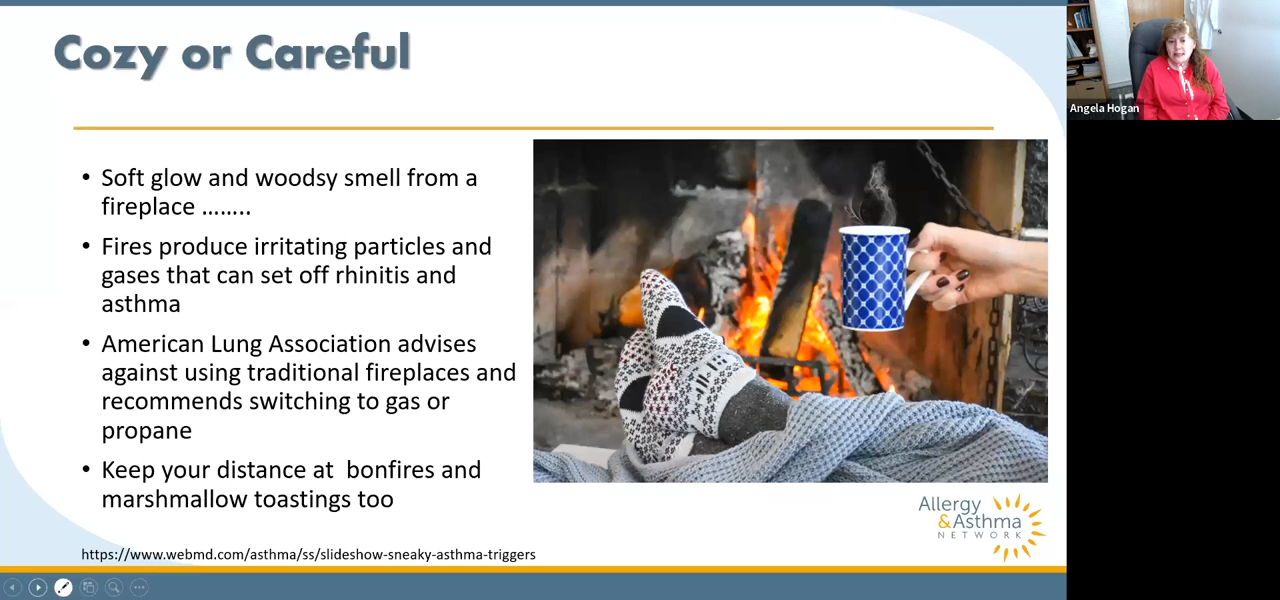 Cozy or Careful
Angela Hogan
• Soft glow and woodsy smell from a
fireplace ……..
• Fires produce irritating particles and
gases that can set off rhinitis and
asthma
• American Lung Association advises
against using traditional fireplaces and
recommends switching to gas or
propane
• Keep your distance at  bonfires and
marshmallow toastings too
Allergy
&Asthma
NETWORK
https://www.webmd.com/asthma/ss/slideshow-sneaky-asthma-triggers